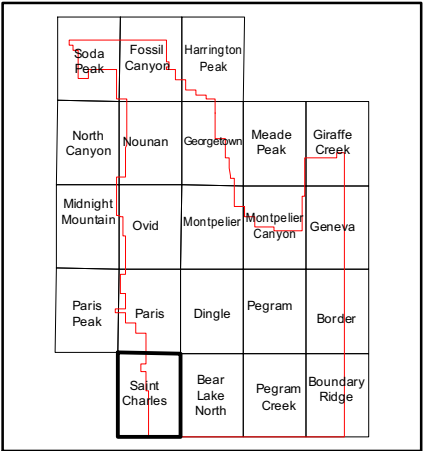 Soda
Peak
Fossil
Canyon
Harrington
Peak
North
Canyon
Nounan
Georgetown
Meade
Peak
Giraffe
Creek
Midnight
Mountain
Ovid
Montpelier
Montpelier
Canyon
Geneva
Paris
Peak
Paris
Dingle
Pegram
Border
Saint
Charles
Bear
Lake
North
Pegram
Creek
Boundary
Ridge